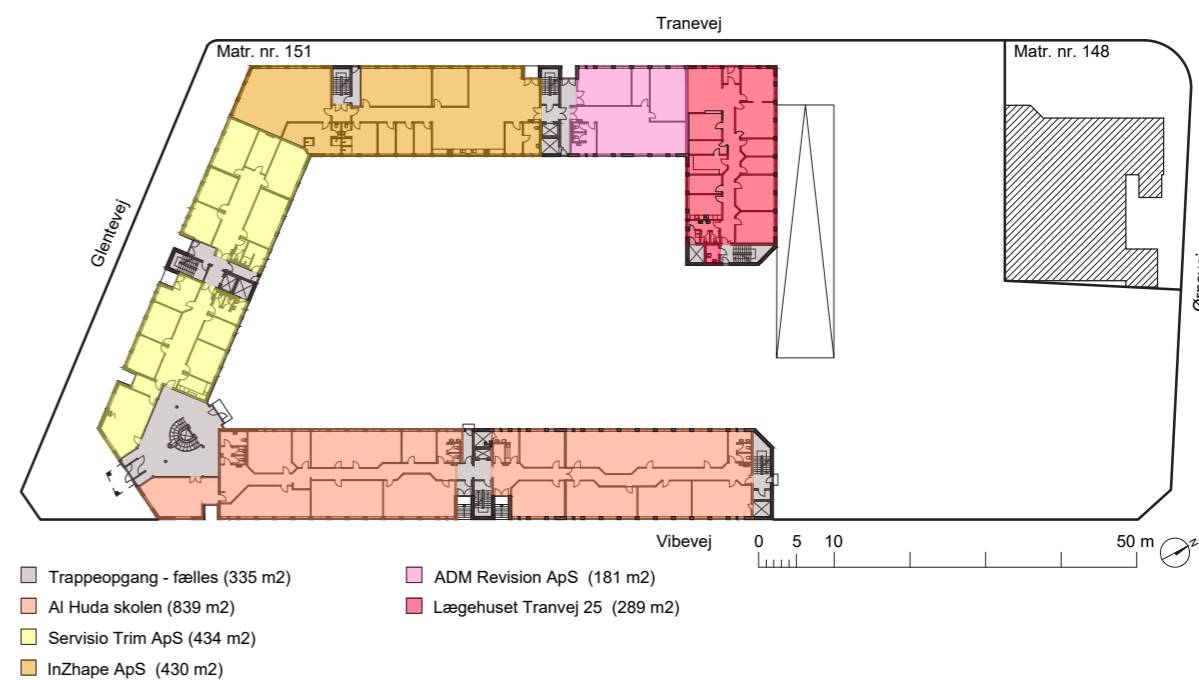 Tranevej
Matr. nr. 151
Matr. nr. 148
Glentevej
Vibevej
0 5 10 50 m
N
Trappeopgang - fælles (335 m2)
Al Huda skolen (839 m2)
Servisio Trim ApS (434 m2)
InZhape ApS (430 m2)
ADM Revision ApS (181 m2)
Lægehuset Tranvej 25 (289 m2)